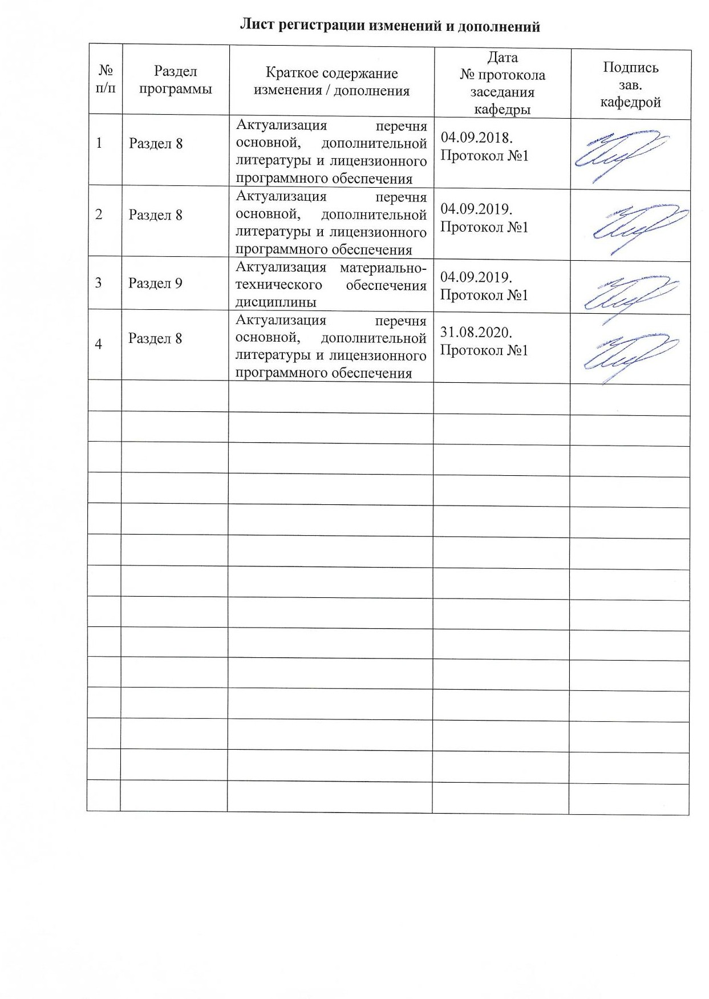 Лист регистрации изменений и дополнений
№
п/п
Раздел
программы
Краткое содержание
изменения / дополнения
Дата
№ протокола
заседания
кафедры
Подпись
зав.
кафедрой
1
Раздел 8
Актуализация перечня
основной, дополнительной
литературы и лицензионного
программного обеспечения
04.09.2018.
Протокол №1
2
Раздел 8
Актуализация перечня
основной, дополнительной
литературы и лицензионного
программного обеспечения
04.09.2019.
Протокол №1
3
Раздел 9
Актуализация материально-
технического обеспечения
дисциплины
04.09.2019.
Протокол №1
4
Раздел 8
Актуализация перечня
основной, дополнительной
литературы и лицензионного
программного обеспечения
31.08.2020.
Протокол №1